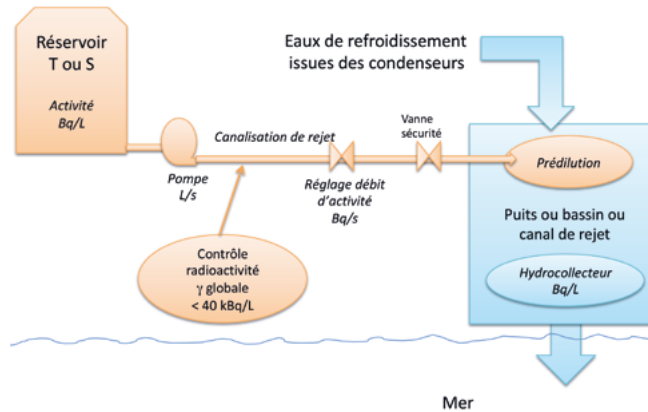 Réservoir
T ou S
Activité
Bq/L
Eaux de refroidissement
issues des condenseurs
Canalisation de rejet
Vanne
sécurité
Prédilution
Pompe
L/s
Réglage débit
d'activité
Bq/s
Puits ou bassin ou
canal de rejet
Contrôle
radioactivité
γ globale
< 40 kBq/L
Hydrocollecteur
Bq/L
Mer